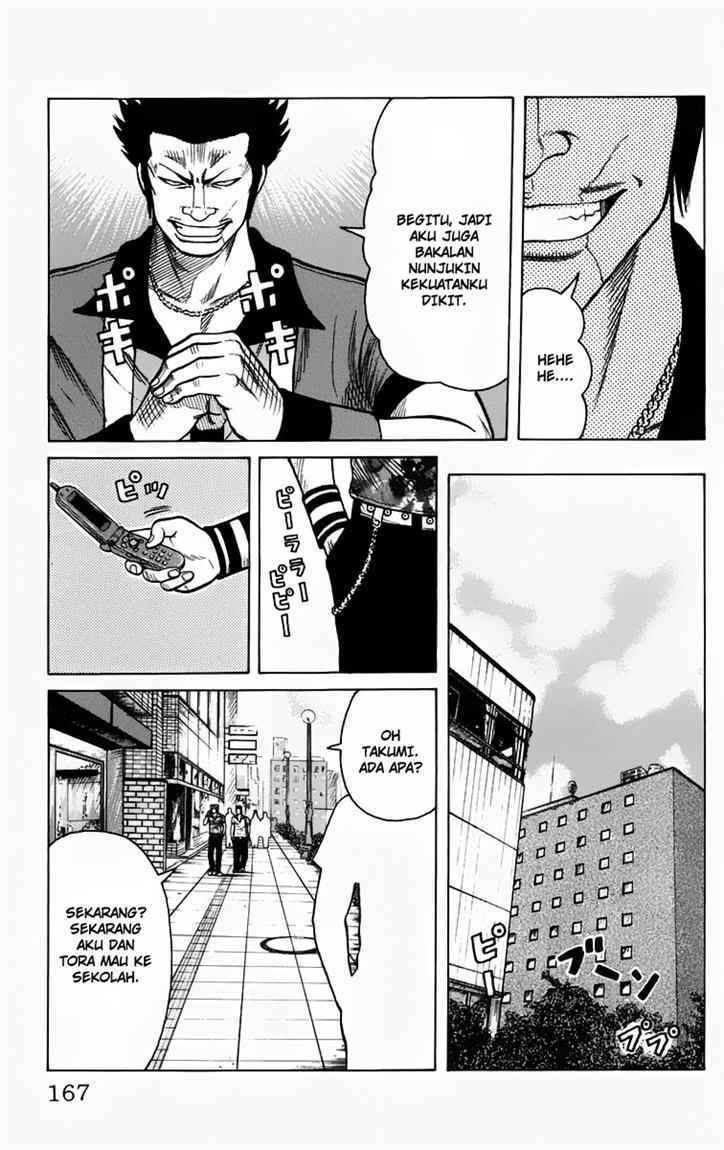 HEHE
HE....
BEGITU, JADI
AKU JUGA
BAKALAN
NUNJUKIN
KEKUATANKU
DIKIT.
ポキ
ポキ
ピー
ブーン
ププ
ピーララー
ピピー
ピッ
OH
TAKUMI.
ADA APA?
SEKARANG?
SEKARANG
AKU DAN
TORA MAU KE
SEKOLAH.
167